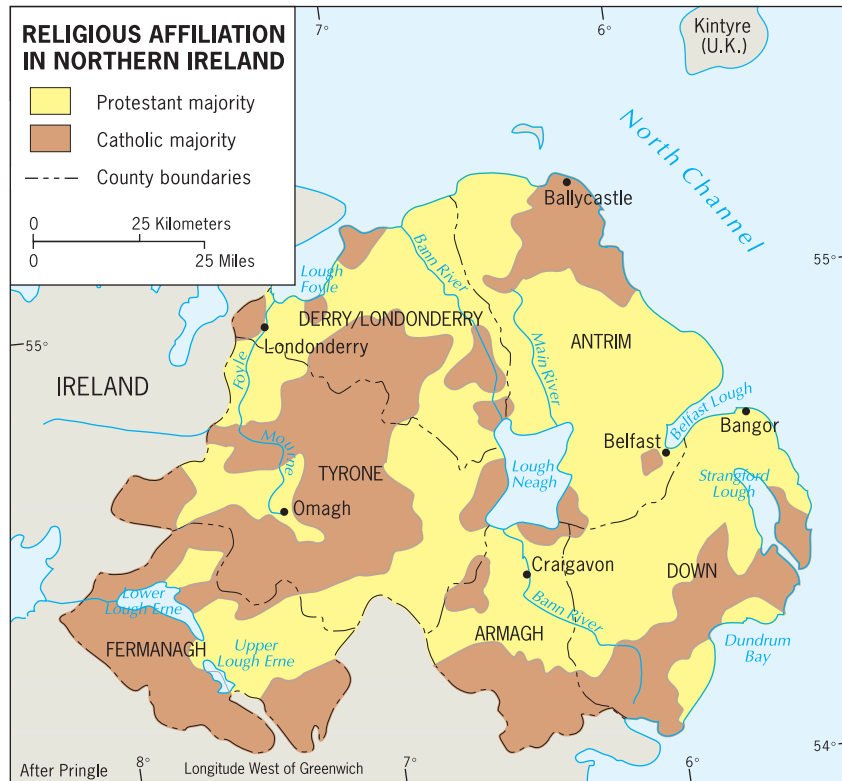 RELIGIOUS AFFILIATION
IN NORTHERN IRELAND
Protestant majority
Catholic majority
County boundaries
0 25 Kilometers
0 25 Miles
7°
6°
Kintyre
(U.K.)
North Channel
Ballycastle
Bann River
Lough
Foyle
55°
DERRY/LONDONDERRY
Londonderry
55°
Main River
ANTRIM
IRELAND
Foyle
Belfast Lough
Bangor
Belfast
Mourne
TYRONE
Lough
Neagh
Strangford
Lough
Omagh
Craigavon
DOWN
Lower
Lough Erne
Bann River
ARMAGH
FERMANAGH
Upper
Lough Erne
Dundrum
Bay
54°
After Pringle
8°
Longitude West of Greenwich
7°
6°